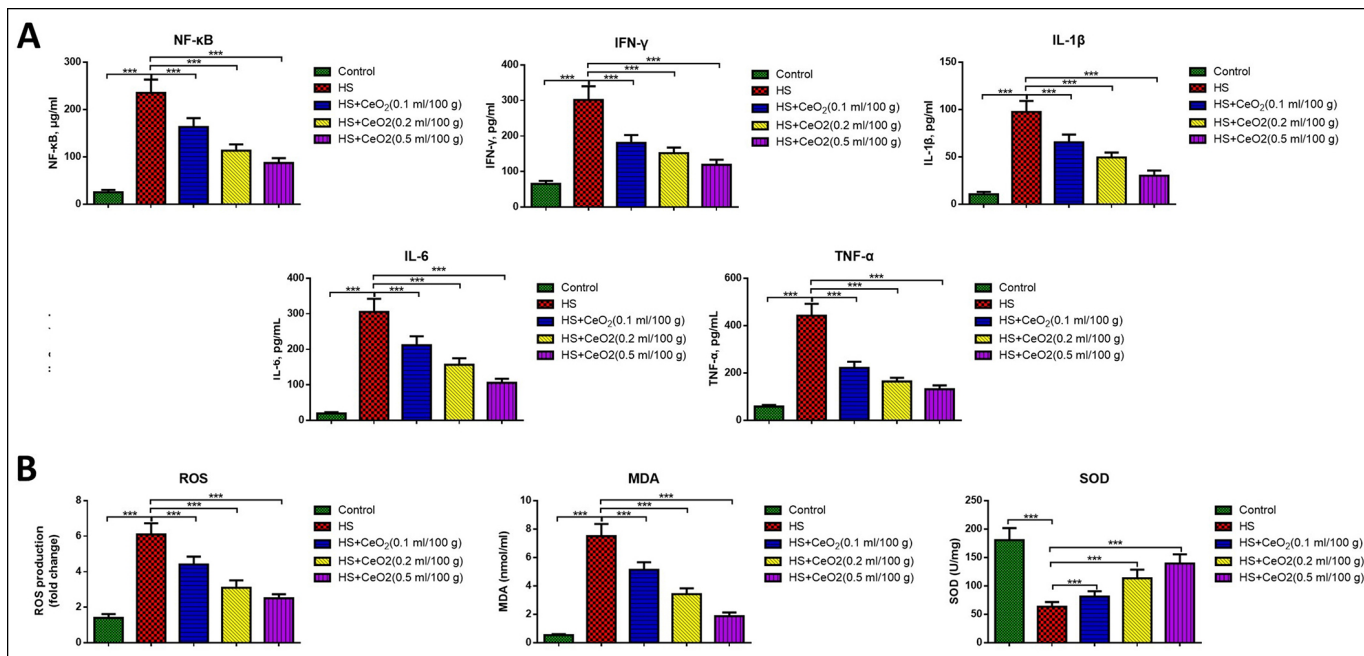 A
NF-κB
NF-κB, μg/ml
300
200
100
0
***
***
***
***
Control
HS
HS+CeO₂(0.1 ml/100 g)
HS+CeO2(0.2 ml/100 g)
HS+CeO2(0.5 ml/100 g)
IFN-γ
IFN-γ, pg/ml
400
300
200
100
0
***
***
***
***
Control
HS
HS+CeO₂(0.1 ml/100 g)
HS+CeO2(0.2 ml/100 g)
HS+CeO2(0.5 ml/100 g)
IL-1β
IL-1β, pg/ml
150
100
50
0
***
***
***
***
Control
HS
HS+CeO₂(0.1 ml/100 g)
HS+CeO2(0.2 ml/100 g)
HS+CeO2(0.5 ml/100 g)
IL-6
IL-6, pg/mL
400
300
200
100
0
***
***
***
***
Control
HS
HS+CeO₂(0.1 ml/100 g)
HS+CeO2(0.2 ml/100 g)
HS+CeO2(0.5 ml/100 g)
TNF-α
TNF-α, pg/mL
600
400
200
0
***
***
***
***
Control
HS
HS+CeO₂(0.1 ml/100 g)
HS+CeO2(0.2 ml/100 g)
HS+CeO2(0.5 ml/100 g)
B
ROS
ROS production
(fold change)
8
6
4
2
0
***
***
***
***
Control
HS
HS+CeO₂(0.1 ml/100 g)
HS+CeO2(0.2 ml/100 g)
HS+CeO2(0.5 ml/100 g)
MDA
MDA (nmol/ml)
10
8
6
4
2
0
***
***
***
***
Control
HS
HS+CeO₂(0.1 ml/100 g)
HS+CeO2(0.2 ml/100 g)
HS+CeO2(0.5 ml/100 g)
SOD
SOD (U/mg)
250
200
150
100
50
0
***
***
***
***
Control
HS
HS+CeO₂(0.1 ml/100 g)
HS+CeO2(0.2 ml/100 g)
HS+CeO2(0.5 ml/100 g)